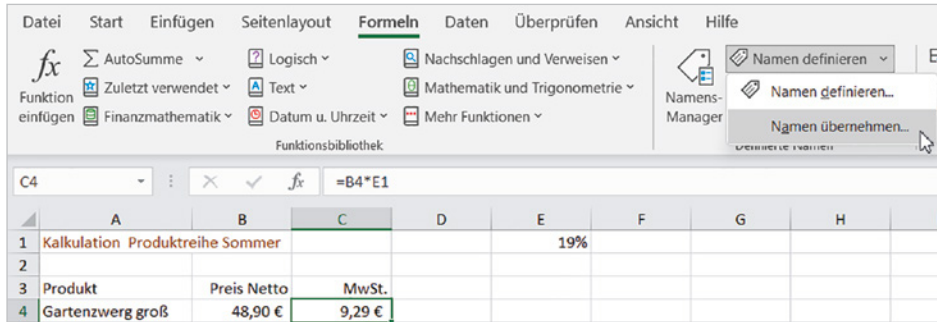 Datei Start Einfügen Seitenlayout Formeln Daten Überprüfen Ansicht Hilfe
fx ∑ AutoSumme Logisch Nachschlagen und Verweisen Namen definieren
Funktion einfügen Zuletzt verwendet Text Mathematik und Trigonometrie Namens-Manager Namen definieren...
Finanzmathematik Datum u. Uhrzeit Mehr Funktionen Namen übernehmen...
Funktionsbibliothek Definierte Namen
C4 fx =B4*E1
A B C D E F G H
1 Kalkulation Produktreihe Sommer 19%
2
3 Produkt Preis Netto MwSt.
4 Gartenzwerg groß 48,90 € 9,29 €